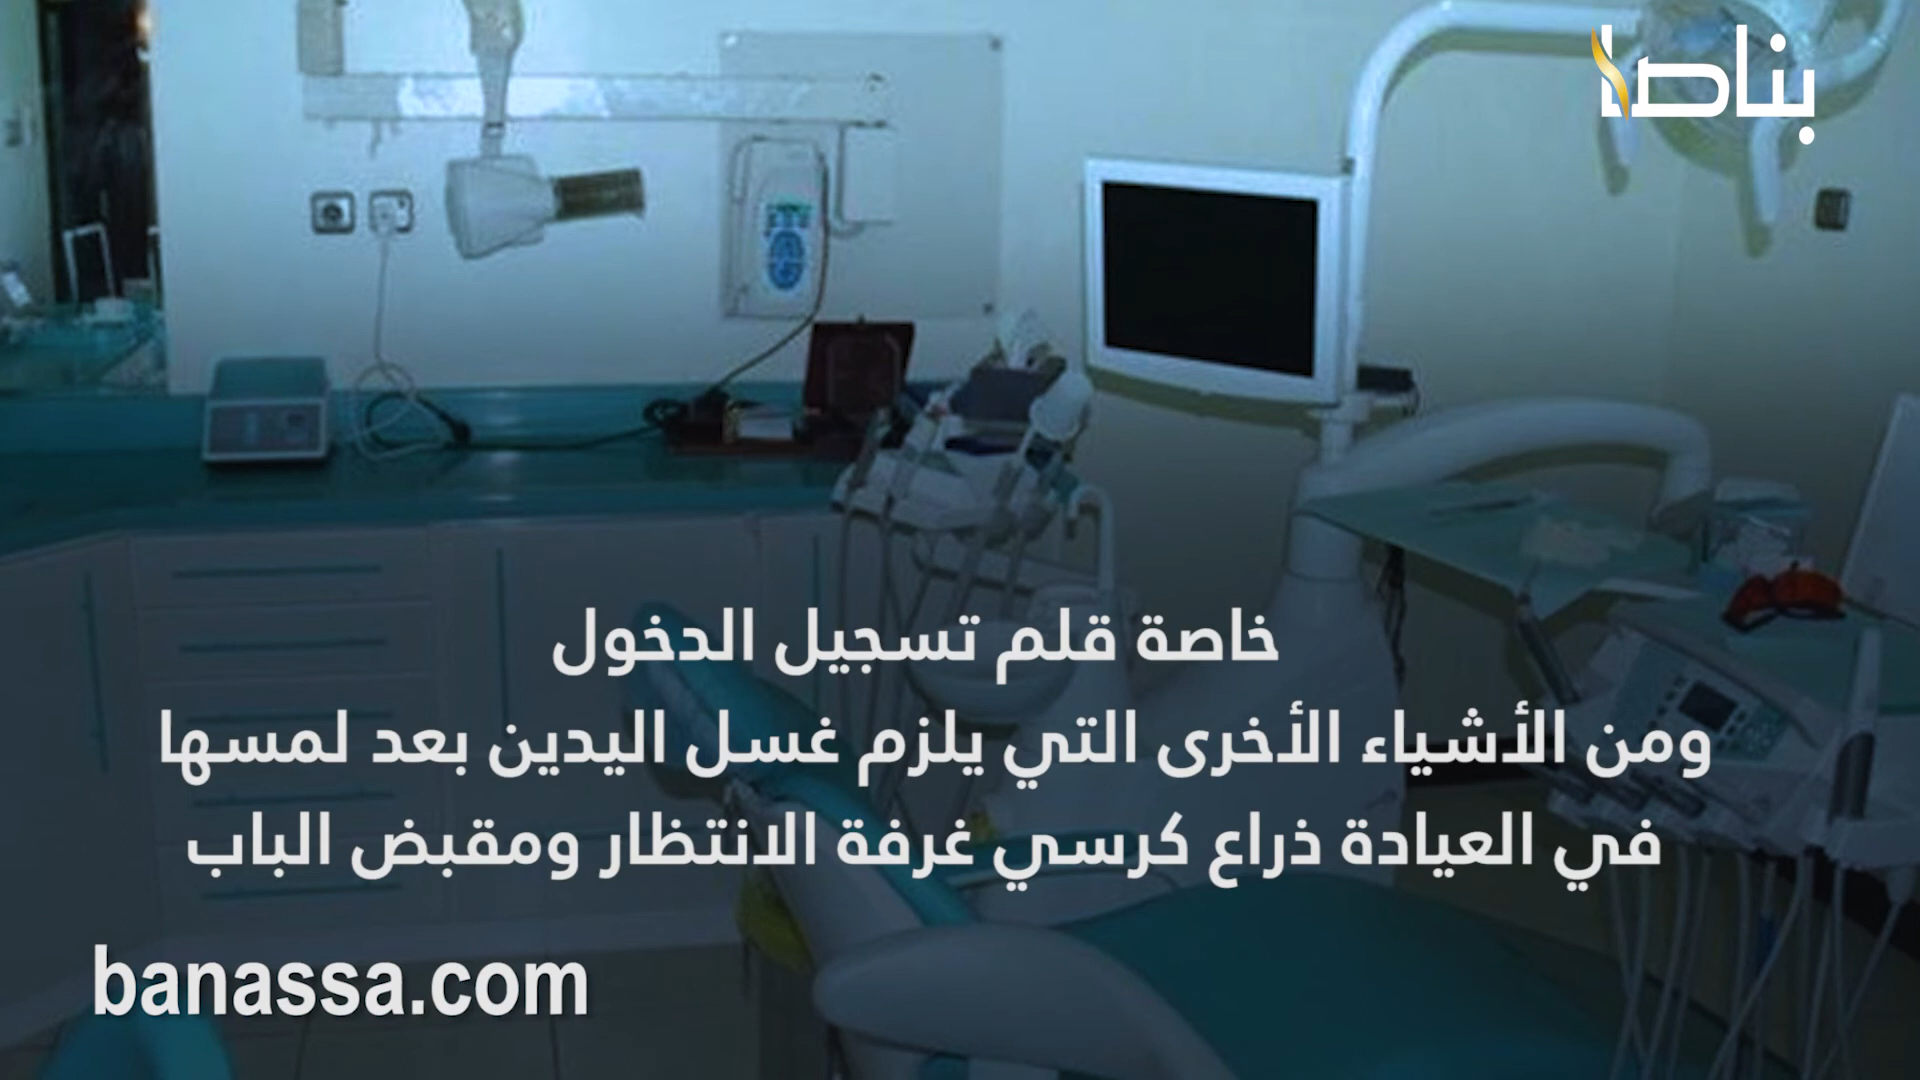 بناصا
خاصة قلم تسجيل الدخول
ومن الأشياء الأخرى التي يلزم غسل اليدين بعد لمسها
في العيادة ذراع كرسي غرفة الانتظار ومقبض الباب
banassa.com